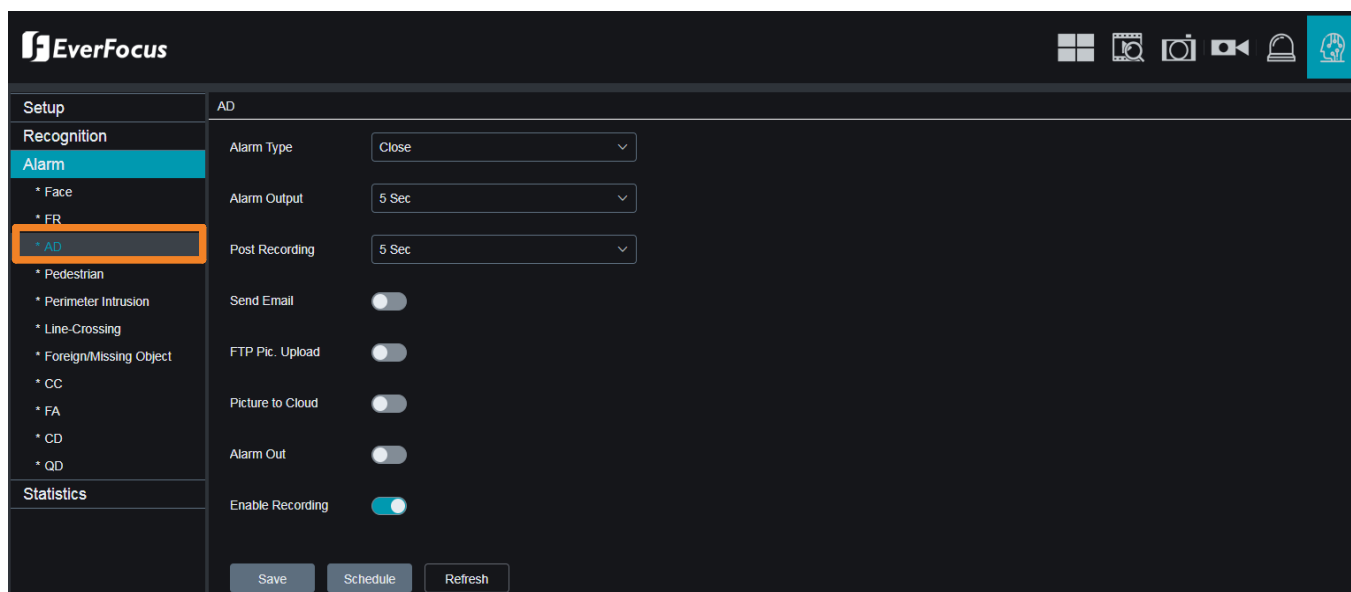 EverFocus
Setup
Recognition
Alarm
* Face
* FR
* AD
* Pedestrian
* Perimeter Intrusion
* Line-Crossing
* Foreign/Missing Object
* CC
* FA
* CD
* QD
Statistics
AD
Alarm Type Close
Alarm Output 5 Sec
Post Recording 5 Sec
Send Email
FTP Pic. Upload
Picture to Cloud
Alarm Out
Enable Recording
Save Schedule Refresh